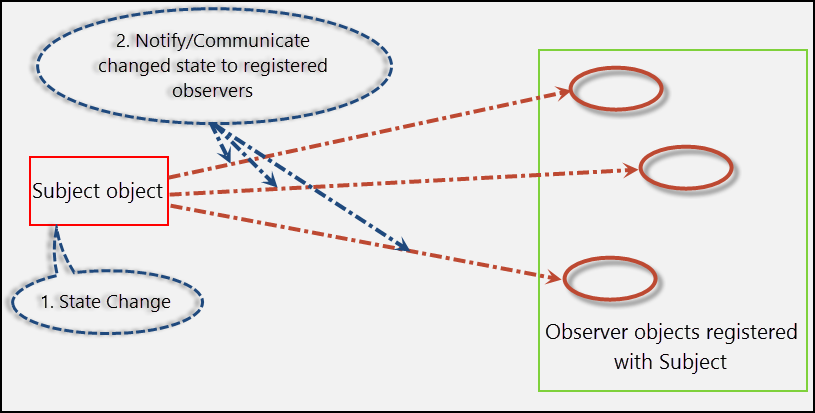 2. Notify/Communicate
changed state to registered
observers
Subject object
1. State Change
Observer objects registered
with Subject